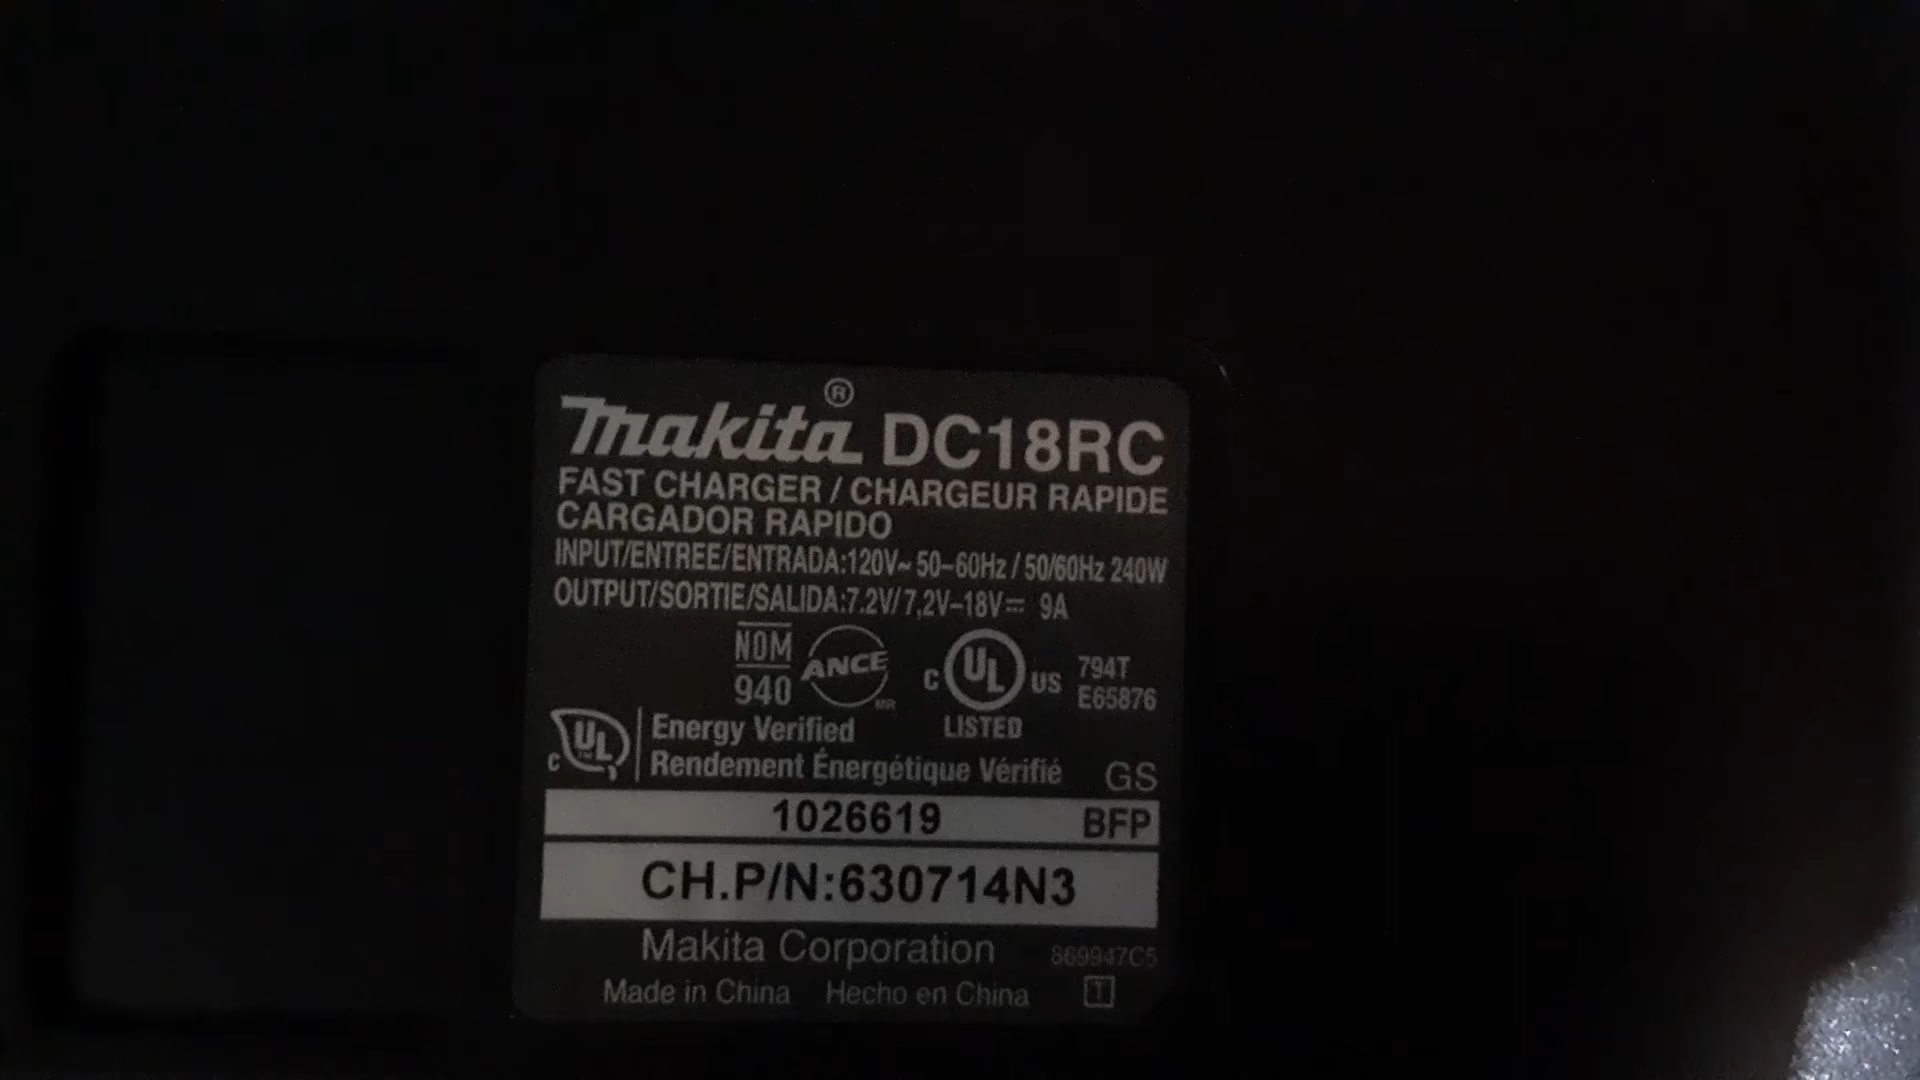 makita® DC18RC
FAST CHARGER / CHARGEUR RAPIDE
CARGADOR RAPIDO
INPUT/ENTREE/ENTRADA:120V~ 50–60Hz / 50/60Hz 240W
OUTPUT/SORTIE/SALIDA:7.2V/7,2V–18V⎓ 9A
NOM
940
ANCE
MR
C UL US
LISTED
794T
E65876
C UL TM
Energy Verified
Rendement Énergétique Vérifié
GS
1026619 BFP
CH.P/N:630714N3
Makita Corporation 869947C5
Made in China Hecho en China T